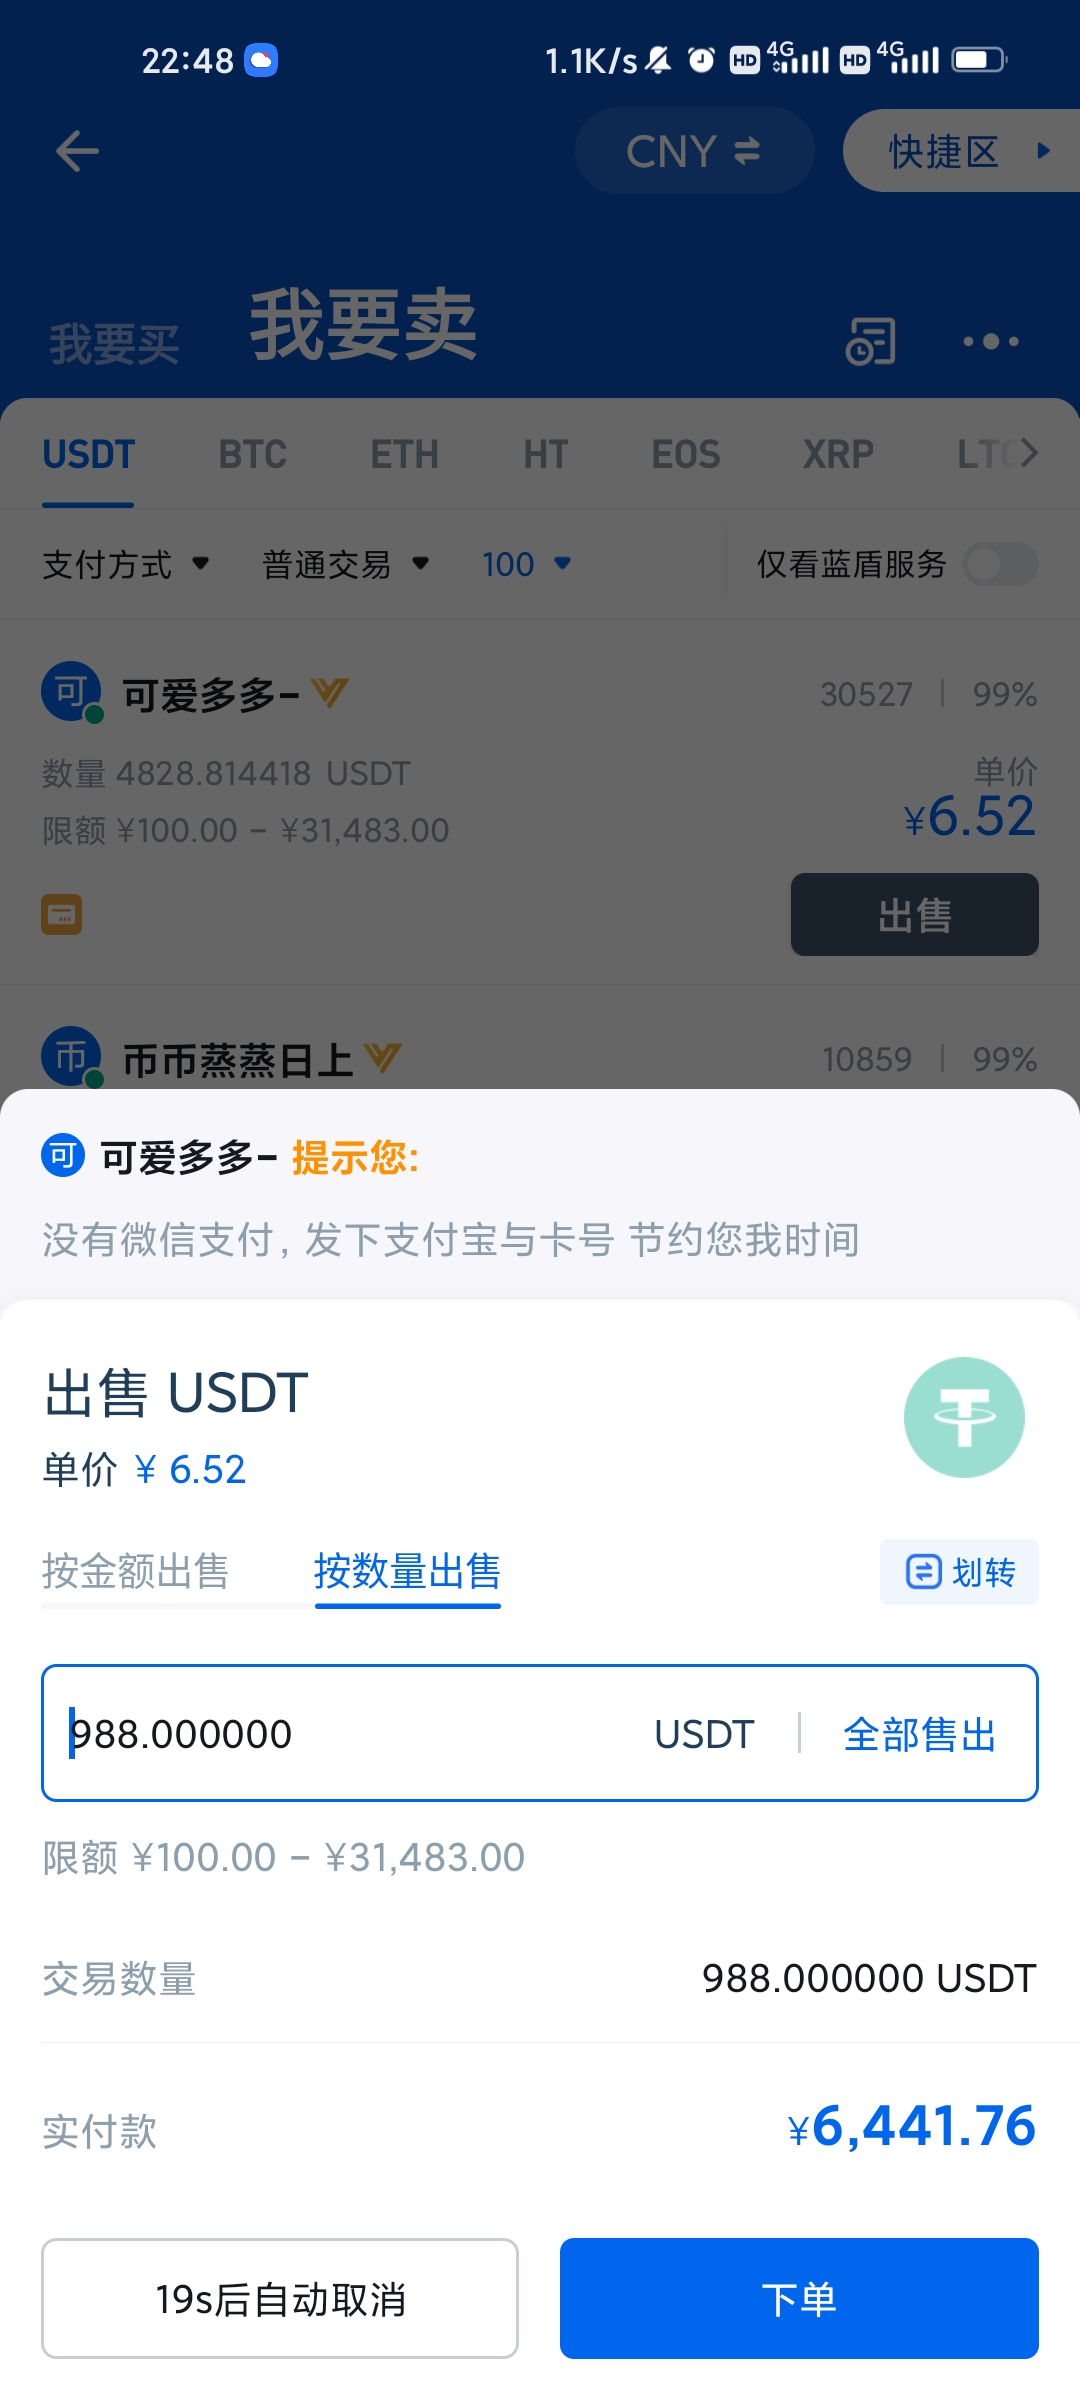 22:48 1.1K/s HD 4G HD 4G
CNY 快捷区
我要买 我要卖
USDT BTC ETH HT EOS XRP LTC
支付方式 普通交易 100 仅看蓝盾服务
可 可爱多多- 30527 | 99%
数量 4828.814418 USDT 单价
限额 ¥100.00 - ¥31,483.00 ¥6.52
出售
币 币币蒸蒸日上 10859 | 99%
可 可爱多多- 提示您:
没有微信支付, 发下支付宝与卡号 节约您我时间
出售 USDT
单价 ¥ 6.52
按金额出售 按数量出售 划转
988.000000 USDT | 全部售出
限额 ¥100.00 - ¥31,483.00
交易数量 988.000000 USDT
实付款 ¥6,441.76
19s后自动取消 下单